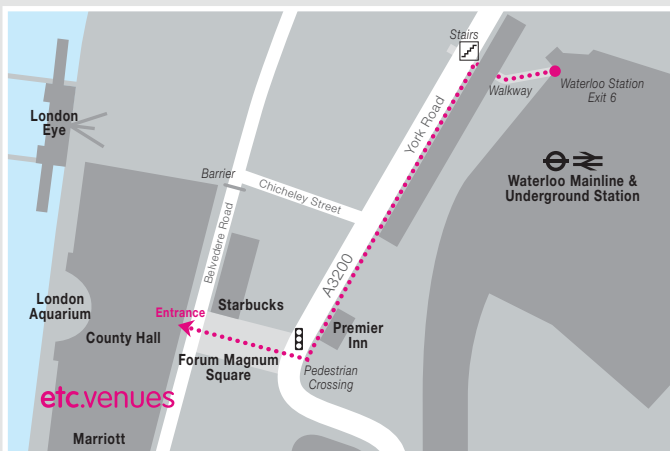 Stairs
Walkway
Waterloo Station
Exit 6
London
Eye
York Road
Waterloo Mainline &
Underground Station
Barrier
Chicheley Street
Belvedere Road
A3200
London
Aquarium
Entrance
Starbucks
County Hall
Premier
Inn
Forum Magnum
Square
Pedestrian
Crossing
etc.venues
Marriott